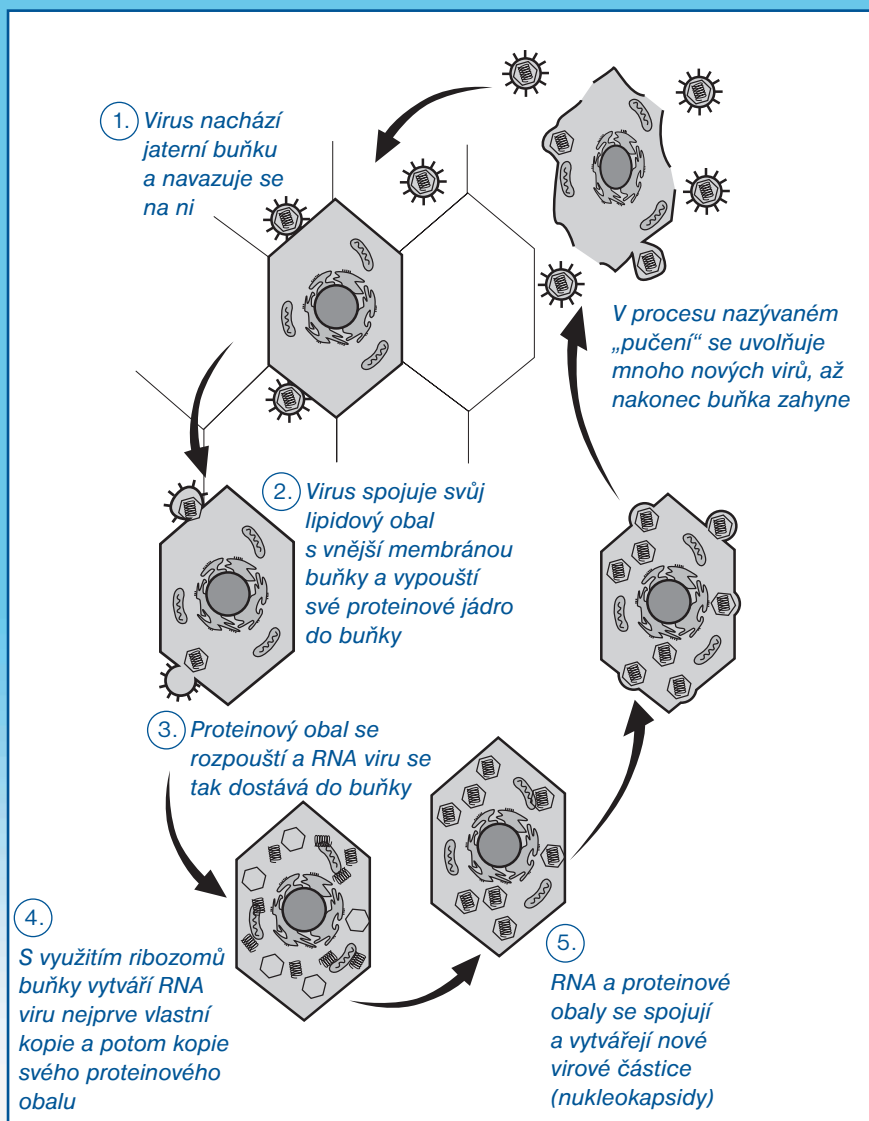 1. Virus nachází
jaterní buňku
a navazuje se
na ni
2. Virus spojuje svůj
lipidový obal
s vnější membránou
buňky a vypouští
své proteinové jádro
do buňky
3. Proteinový obal se
rozpouští a RNA viru se
tak dostává do buňky
4.
S využitím ribozomů
buňky vytváří RNA
viru nejprve vlastní
kopie a potom kopie
svého proteinového
obalu
5.
RNA a proteinové
obaly se spojují
a vytvářejí nové
virové částice
(nukleokapsidy)
V procesu nazývaném
„pučení“ se uvolňuje
mnoho nových virů, až
nakonec buňka zahyne